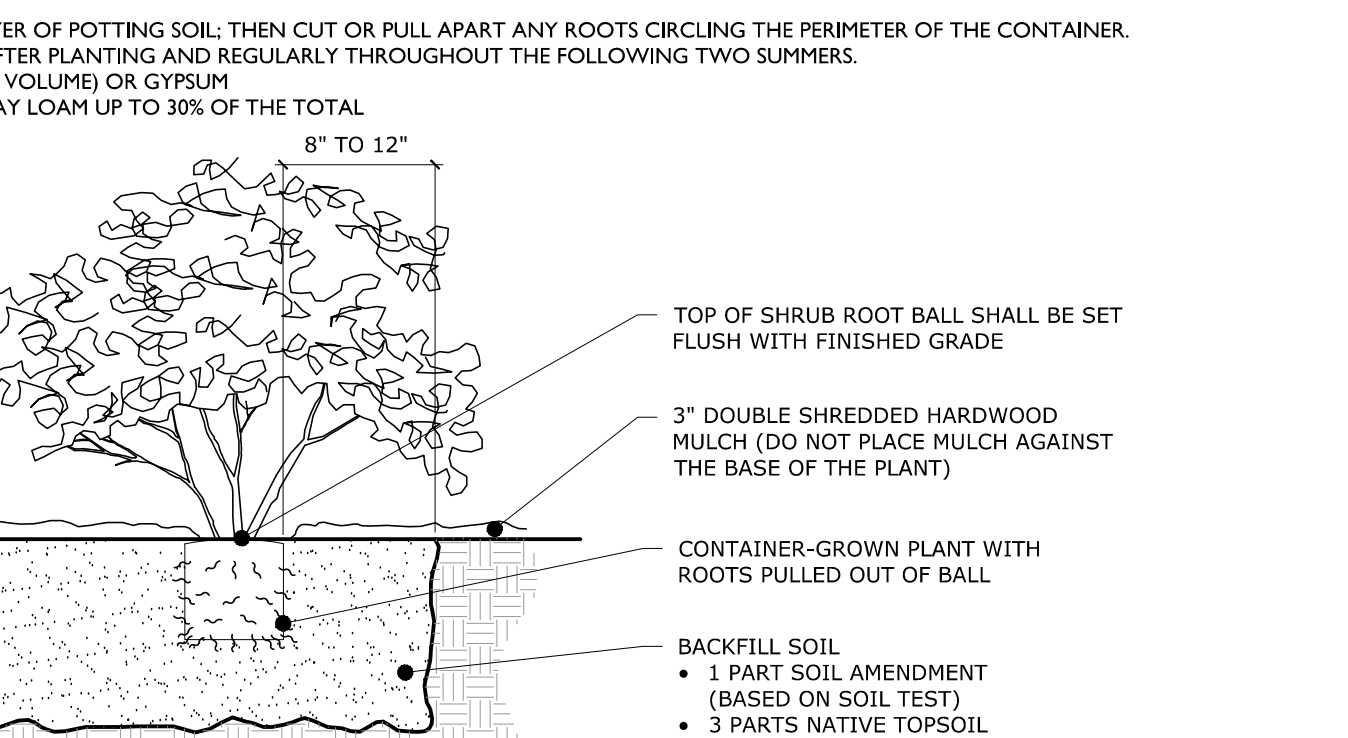 OF POTTING SOIL; THEN CUT OR PULL APART ANY ROOTS CIRCLING THE PERIMETER OF THE CONTAINER.
PLANTING AND REGULARLY THROUGHOUT THE FOLLOWING TWO SUMMERS.
VOLUME) OR GYPSUM
LOAM UP TO 30% OF THE TOTAL
8" TO 12"
TOP OF SHRUB ROOT BALL SHALL BE SET
FLUSH WITH FINISHED GRADE
3" DOUBLE SHREDDED HARDWOOD
MULCH (DO NOT PLACE MULCH AGAINST
THE BASE OF THE PLANT)
CONTAINER-GROWN PLANT WITH
ROOTS PULLED OUT OF BALL
BACKFILL SOIL
• 1 PART SOIL AMENDMENT
(BASED ON SOIL TEST)
• 3 PARTS NATIVE TOPSOIL